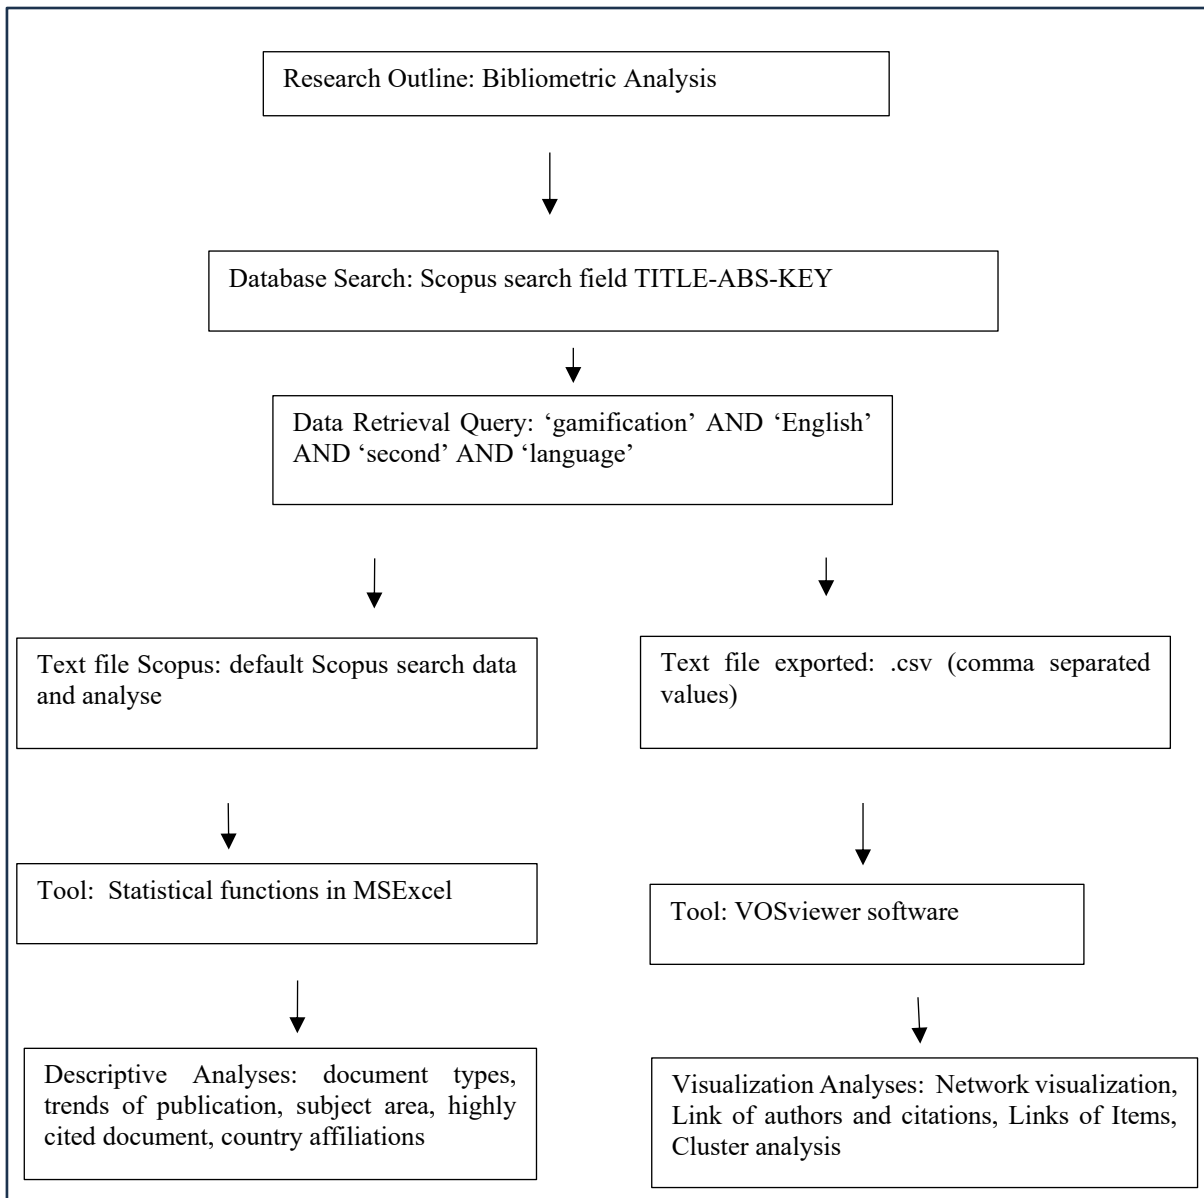 Research Outline: Bibliometric Analysis
Database Search: Scopus search field TITLE-ABS-KEY
Data Retrieval Query: ‘gamification’ AND ‘English’
AND ‘second’ AND ‘language’
Text file Scopus: default Scopus search data
and analyse
Text file exported: .csv (comma separated
values)
Tool: Statistical functions in MSExcel
Tool: VOSviewer software
Descriptive Analyses: document types,
trends of publication, subject area, highly
cited document, country affiliations
Visualization Analyses: Network visualization,
Link of authors and citations, Links of Items,
Cluster analysis